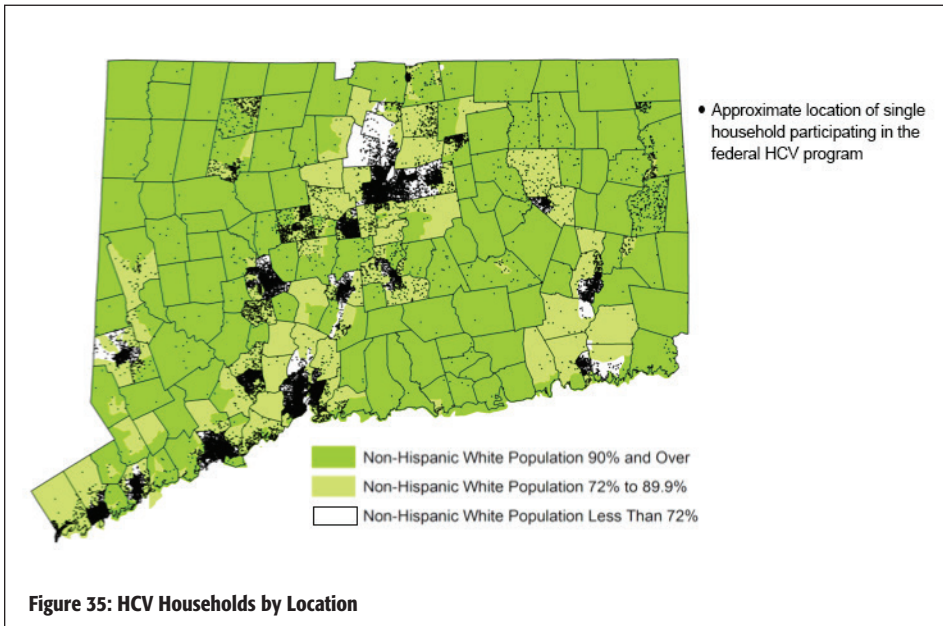 • Approximate location of single
household participating in the
federal HCV program
Non-Hispanic White Population 90% and Over
Non-Hispanic White Population 72% to 89.9%
Non-Hispanic White Population Less Than 72%
Figure 35: HCV Households by Location